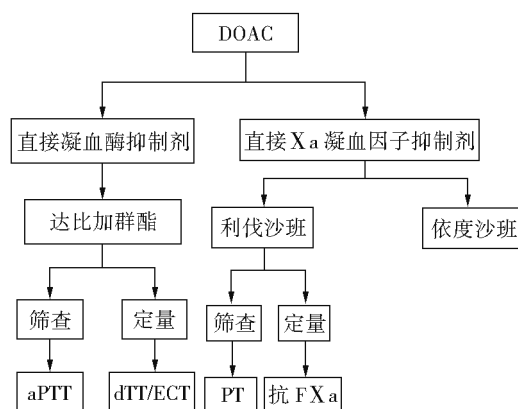 DOAC
直接凝血酶抑制剂
直接Ⅹa凝血因子抑制剂
达比加群酯
利伐沙班
依度沙班
筛查
定量
筛查
定量
aPTT
dTT/ECT
PT
抗FⅩa